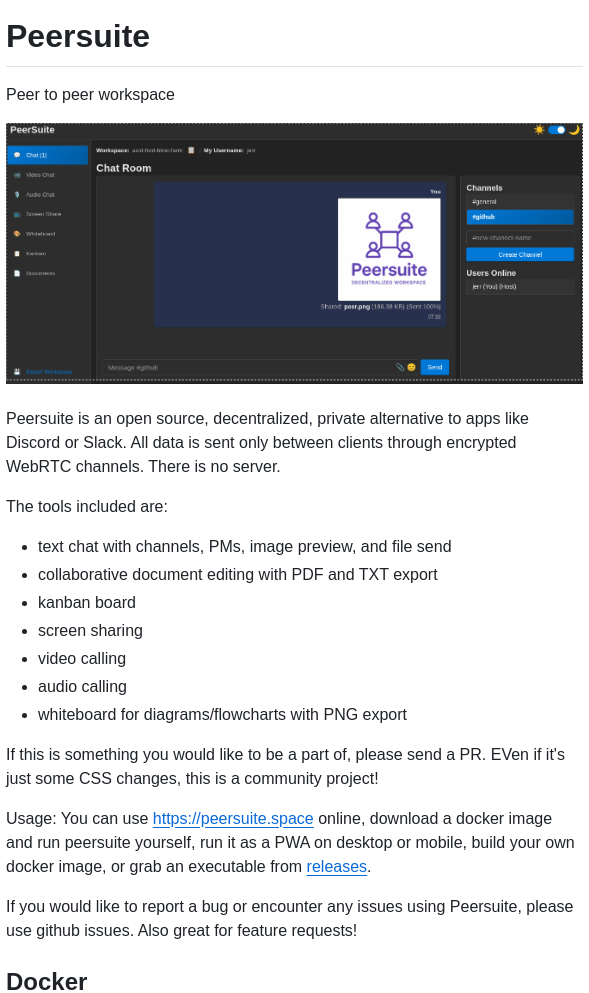 Peersuite
Peer to peer workspace
PeerSuite
Workspace: acid-bird-blow-farm | My Username: jerr
Chat (1)
Video Chat
Audio Chat
Screen Share
Whiteboard
Kanban
Documents
Export Workspace
Chat Room
You
Peersuite
DECENTRALIZED WORKSPACE
Shared: peer.png (186.38 KB) (Sent 100%)
Message #github
Send
Channels
#general
#github
#new-channel-name
Create Channel
Users Online
jerr (You) (Host)
Peersuite is an open source, decentralized, private alternative to apps like
Discord or Slack. All data is sent only between clients through encrypted
WebRTC channels. There is no server.
The tools included are:
text chat with channels, PMs, image preview, and file send
collaborative document editing with PDF and TXT export
kanban board
screen sharing
video calling
audio calling
whiteboard for diagrams/flowcharts with PNG export
If this is something you would like to be a part of, please send a PR. EVen if it's
just some CSS changes, this is a community project!
Usage: You can use https://peersuite.space online, download a docker image
and run peersuite yourself, run it as a PWA on desktop or mobile, build your own
docker image, or grab an executable from releases.
If you would like to report a bug or encounter any issues using Peersuite, please
use github issues. Also great for feature requests!
Docker